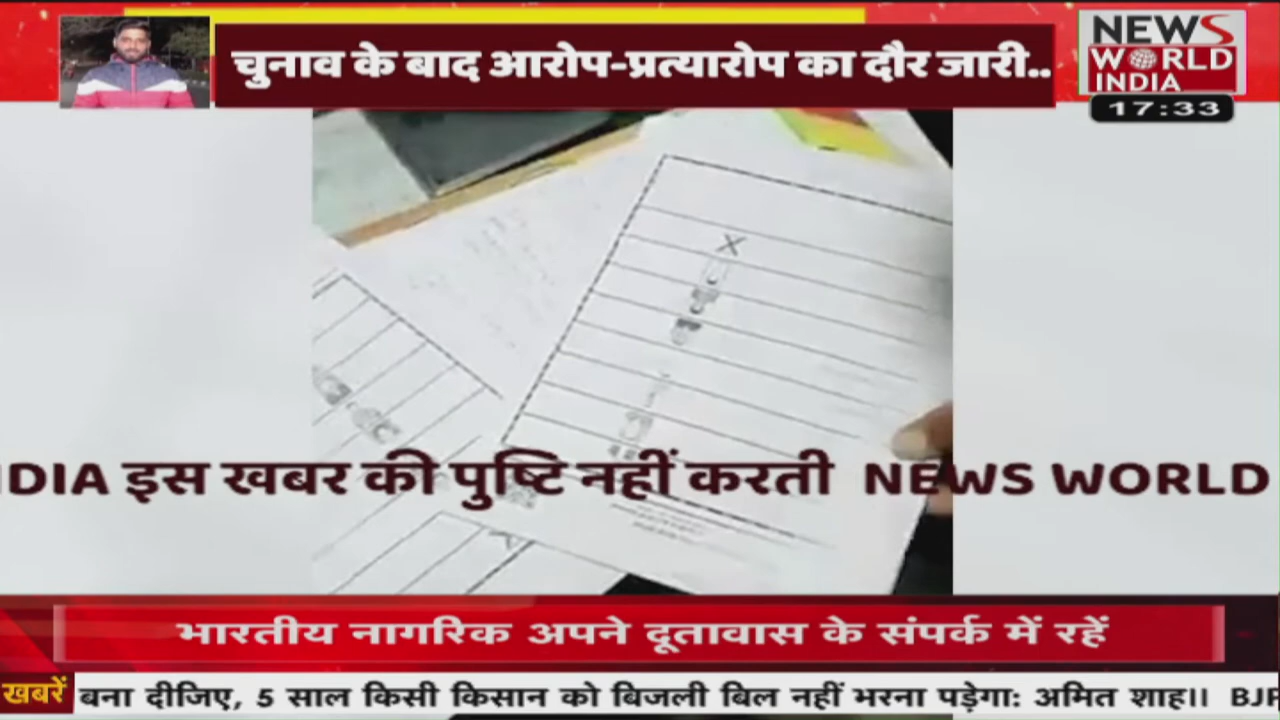 चुनाव के बाद आरोप-प्रत्यारोप का दौर जारी..
NEWS
WORLD
INDIA
17:33
X
INDIA इस खबर की पुष्टि नहीं करती NEWS WORLD
भारतीय नागरिक अपने दूतावास के संपर्क में रहें
खबरें बना दीजिए, 5 साल किसी किसान को बिजली बिल नहीं भरना पड़ेगा: अमित शाह।। BJP